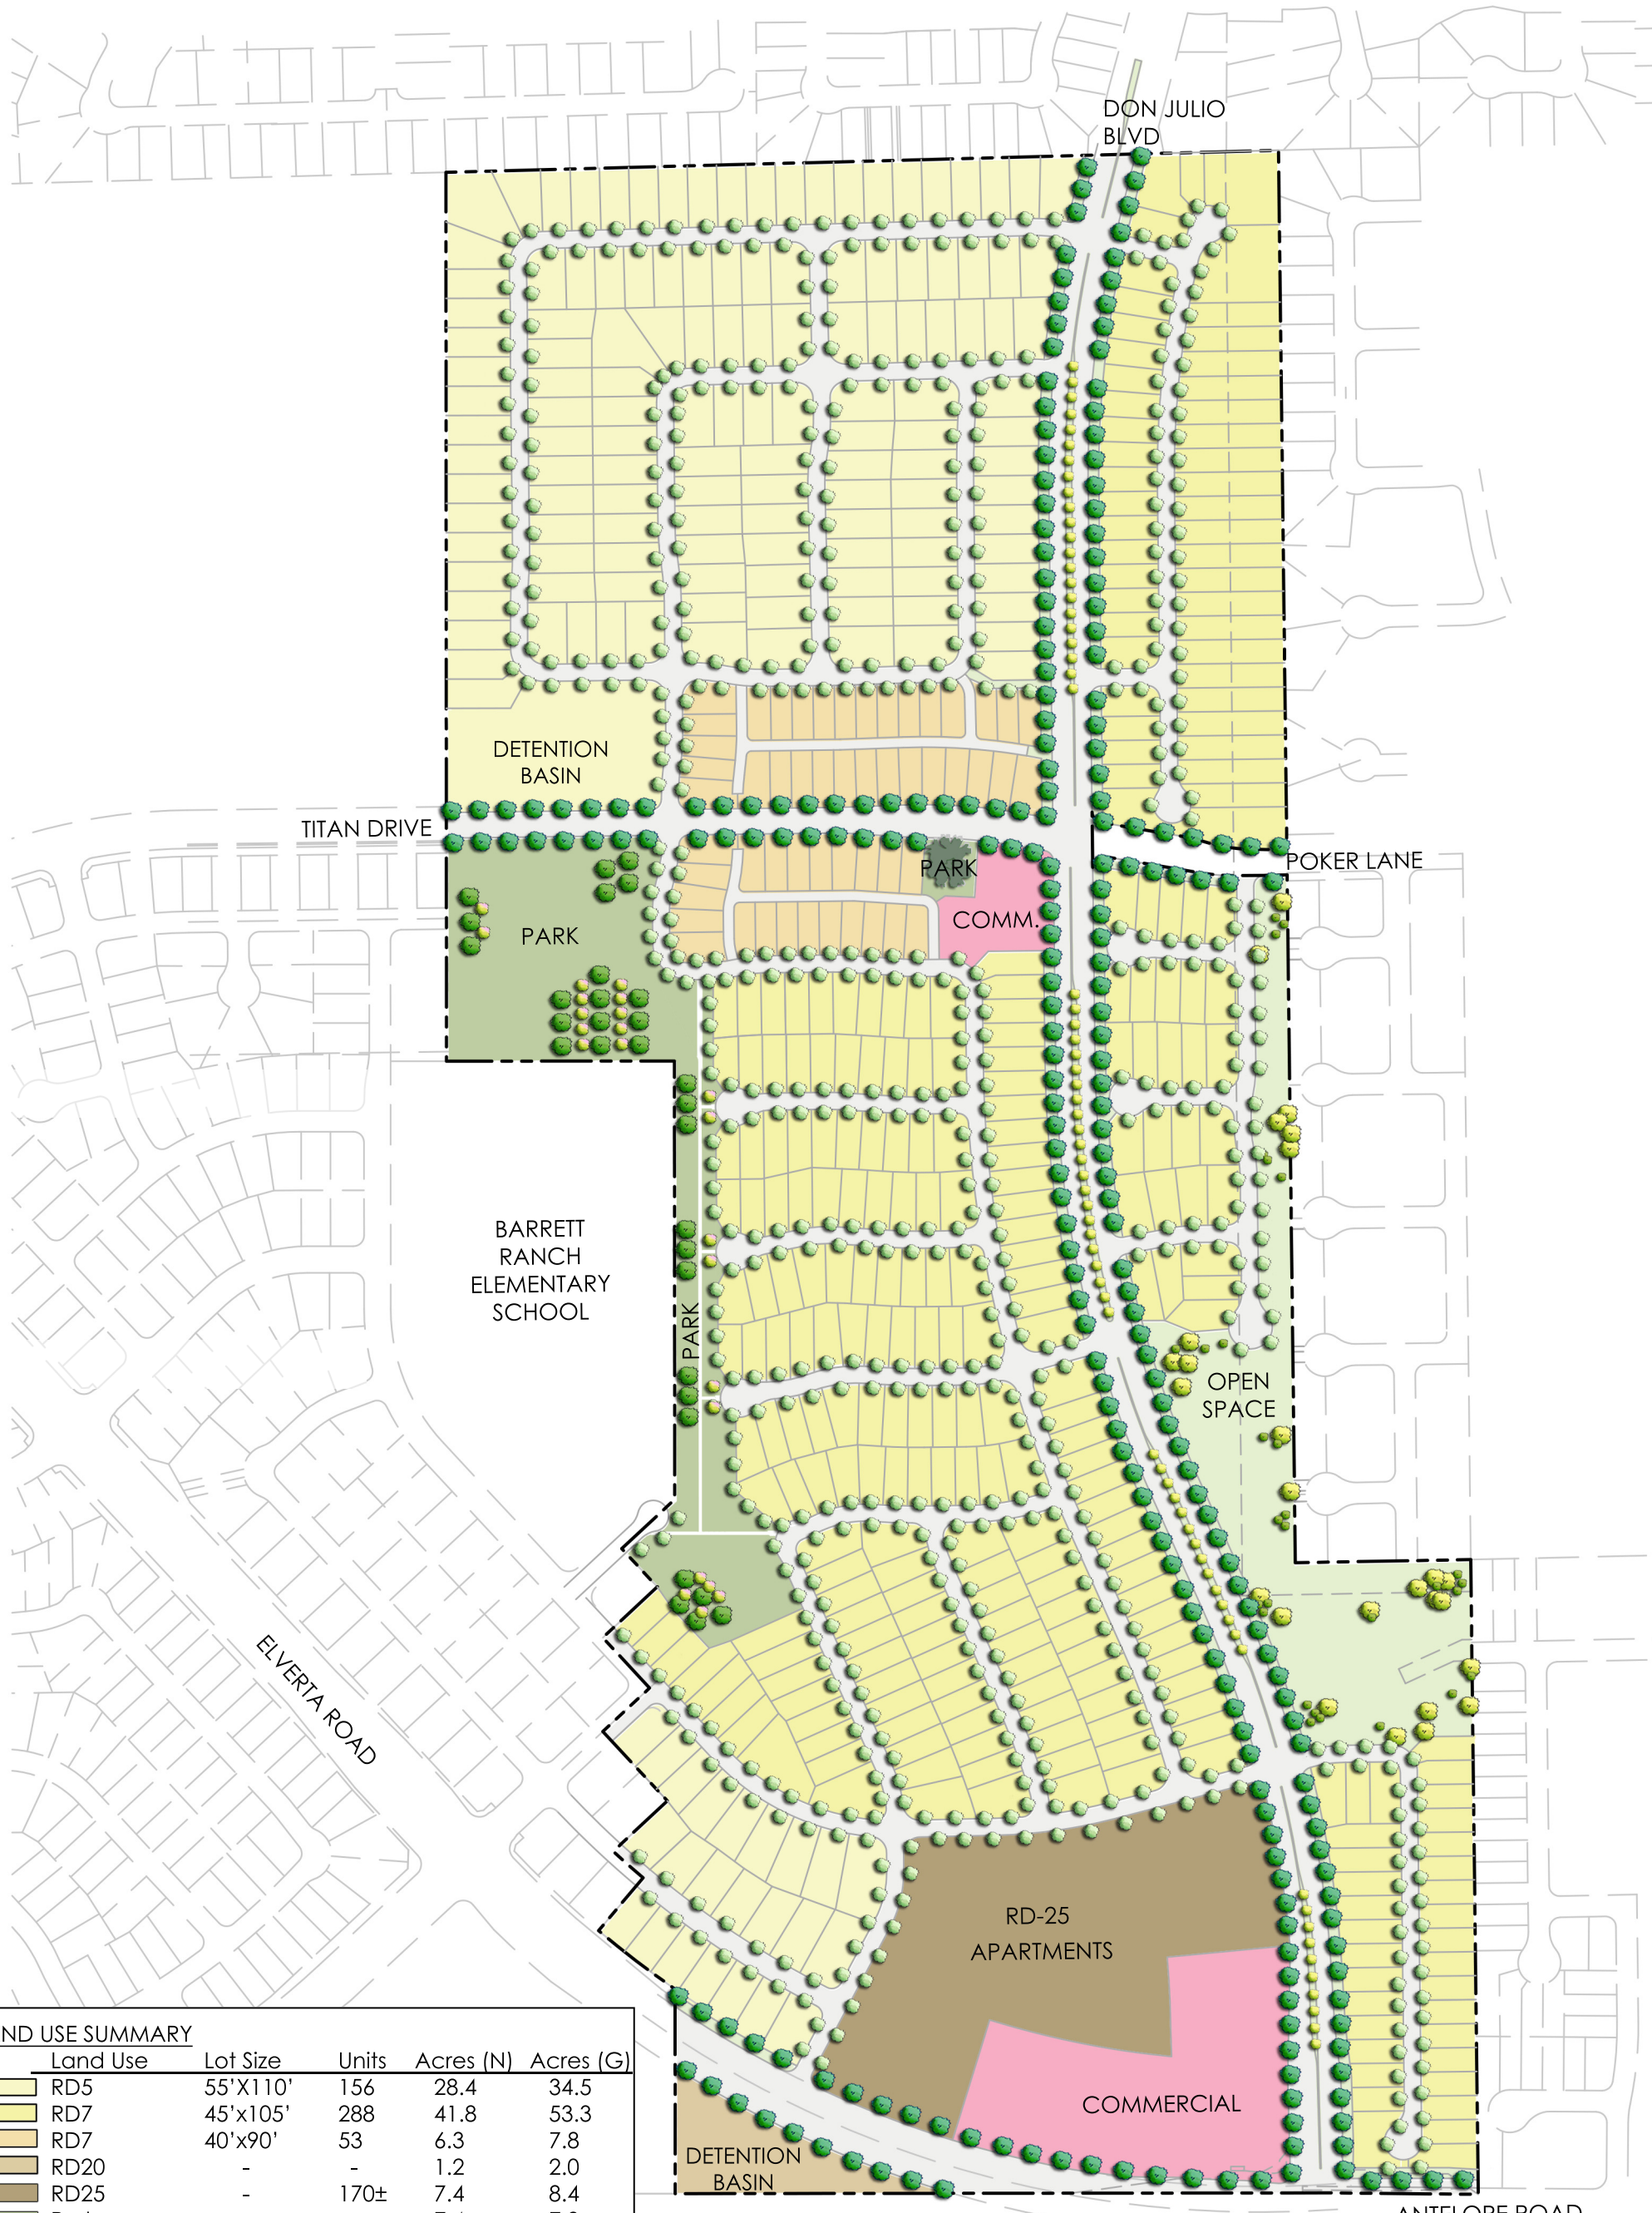 DON JULIO
BLVD
DETENTION
BASIN
TITAN DRIVE
POKER LANE
PARK
COMM.
PARK
BARRETT
RANCH
ELEMENTARY
SCHOOL
PARK
OPEN
SPACE
ELVERTA ROAD
RD-25
APARTMENTS
COMMERCIAL
DETENTION
BASIN
ND USE SUMMARY
Land Use Lot Size Units Acres (N) Acres (G)
RD5 55'X110' 156 28.4 34.5
RD7 45'x105' 288 41.8 53.3
RD7 40'x90' 53 6.3 7.8
RD20 - - 1.2 2.0
RD25 - 170± 7.4 8.4
ANTELOPE ROAD